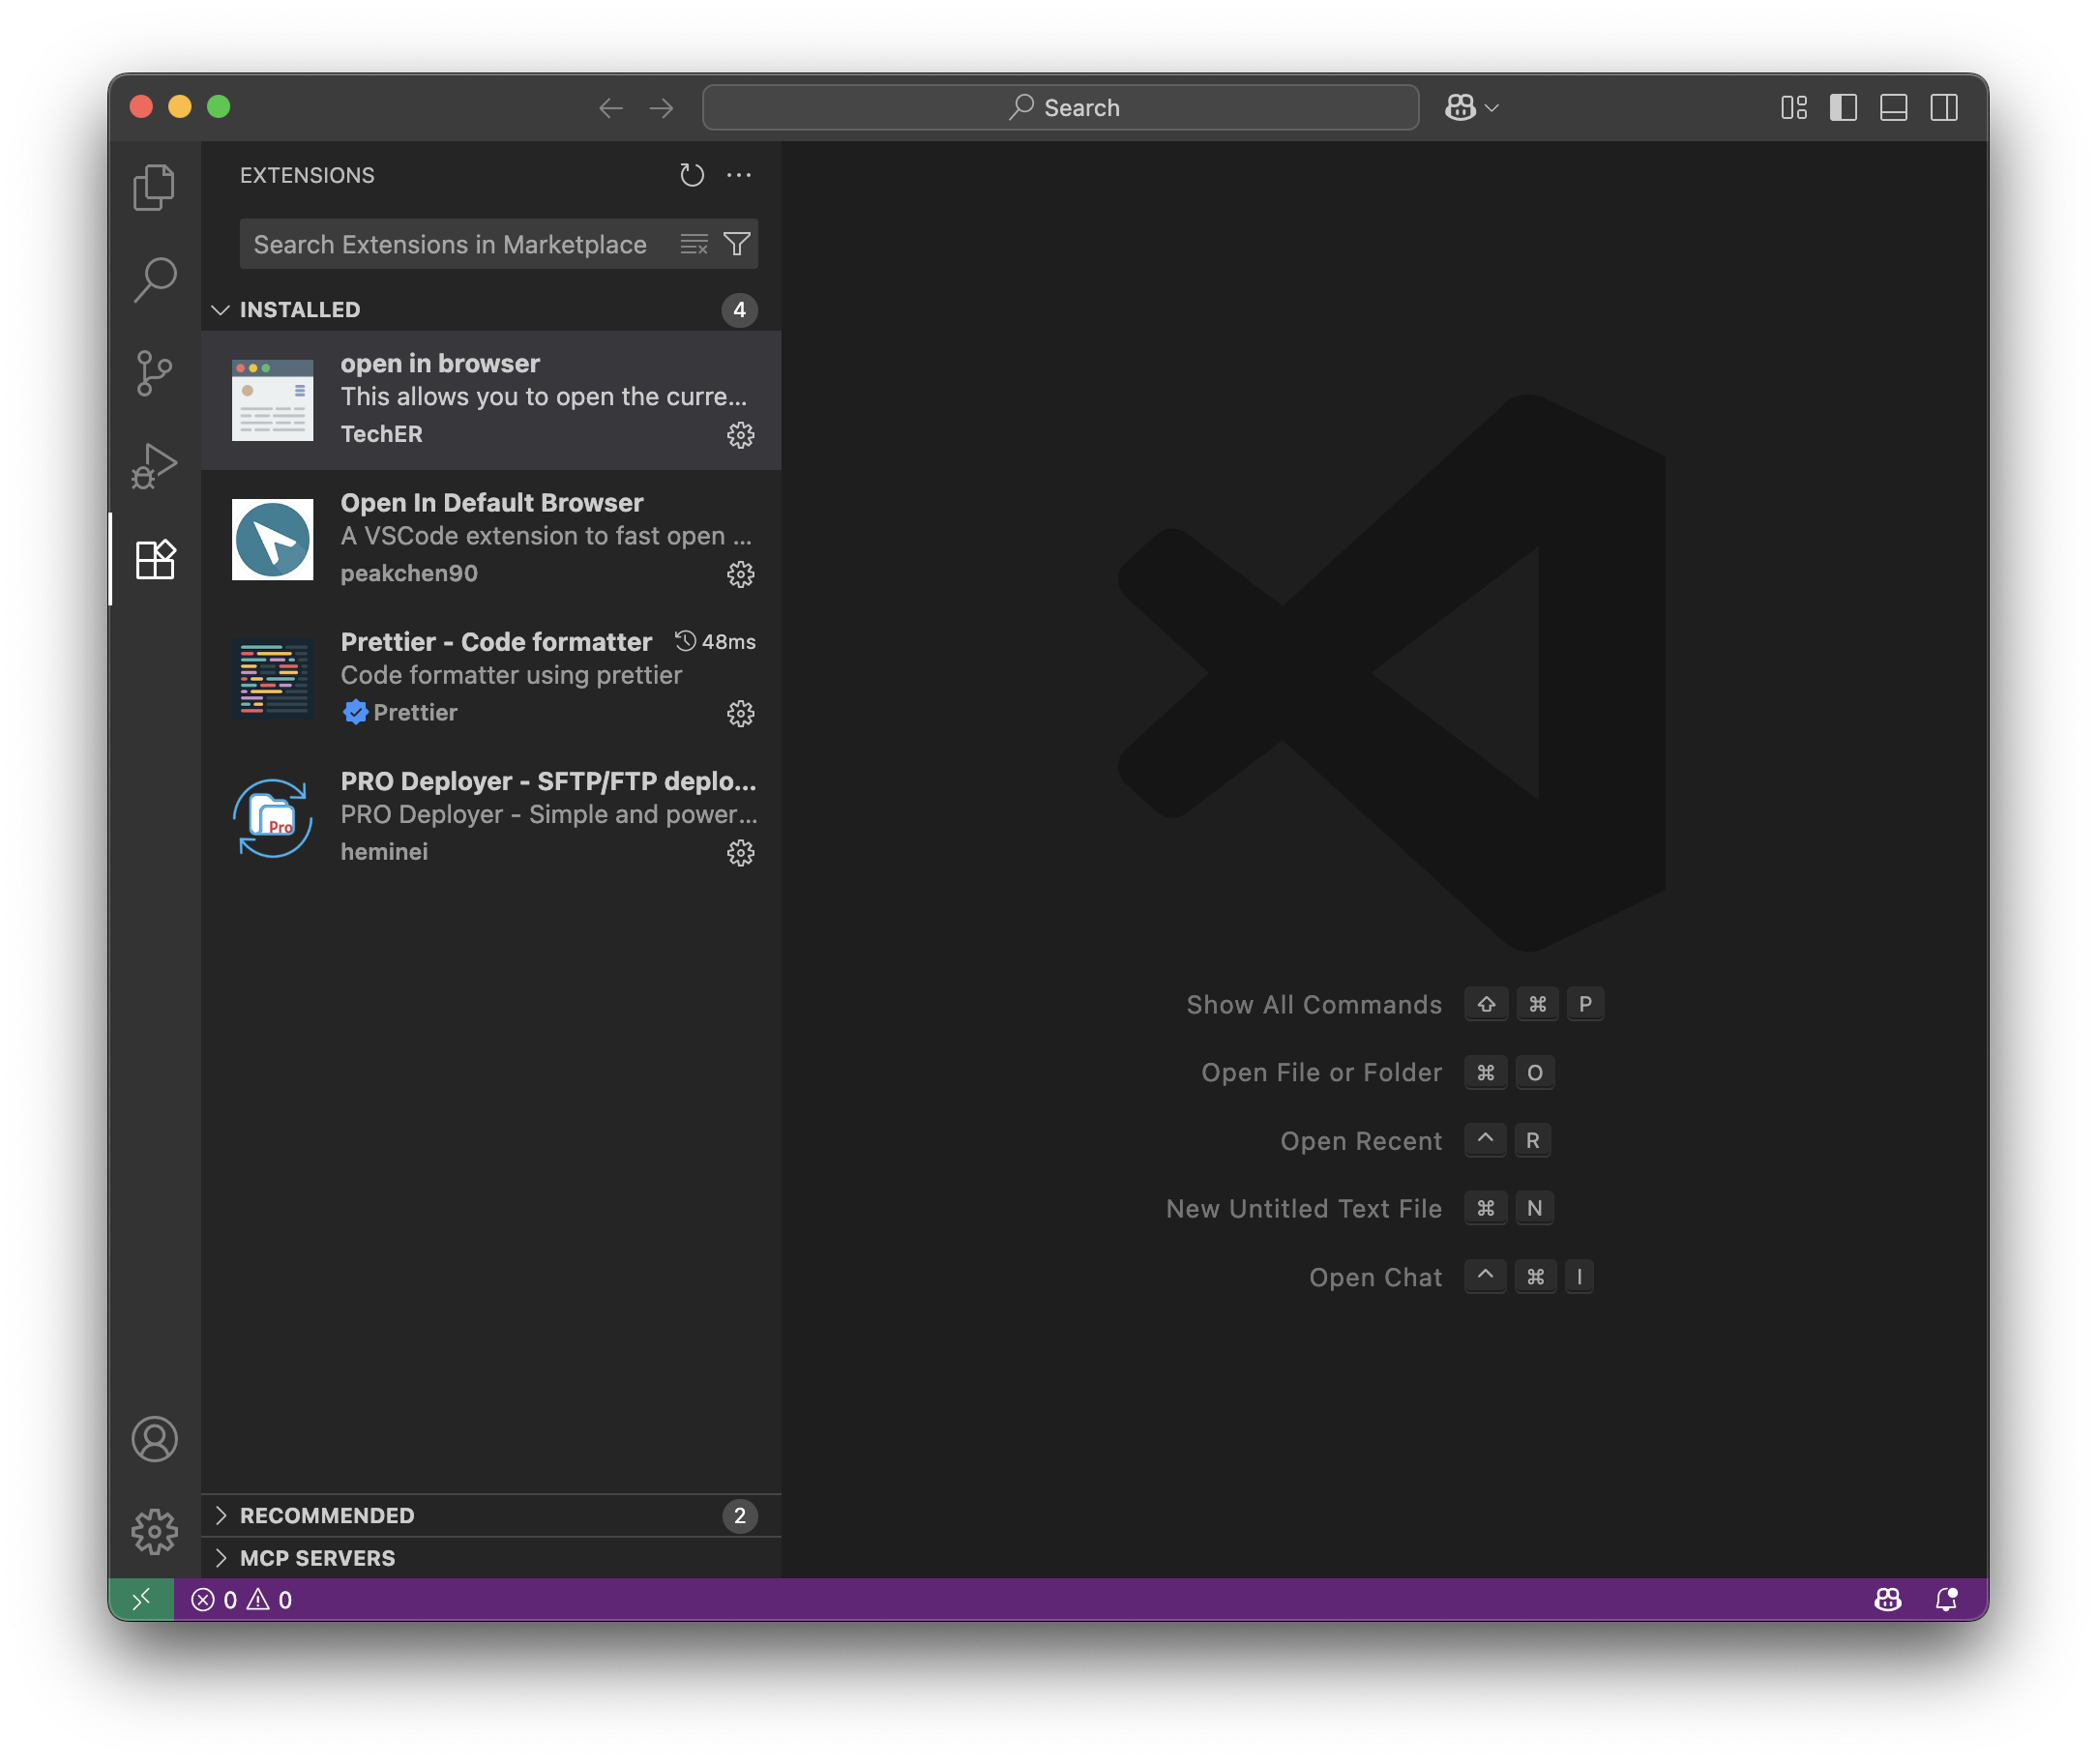 Search
EXTENSIONS
Search Extensions in Marketplace
INSTALLED 4
open in browser
This allows you to open the curre...
TechER
Open In Default Browser
A VSCode extension to fast open ...
peakchen90
Prettier - Code formatter 48ms
Code formatter using prettier
Prettier
PRO Deployer - SFTP/FTP deplo...
PRO Deployer - Simple and power...
heminei
Pro
Show All Commands ⇧ ⌘ P
Open File or Folder ⌘ O
Open Recent ^ R
New Untitled Text File ⌘ N
Open Chat ^ ⌘ I
RECOMMENDED 2
MCP SERVERS
0 0